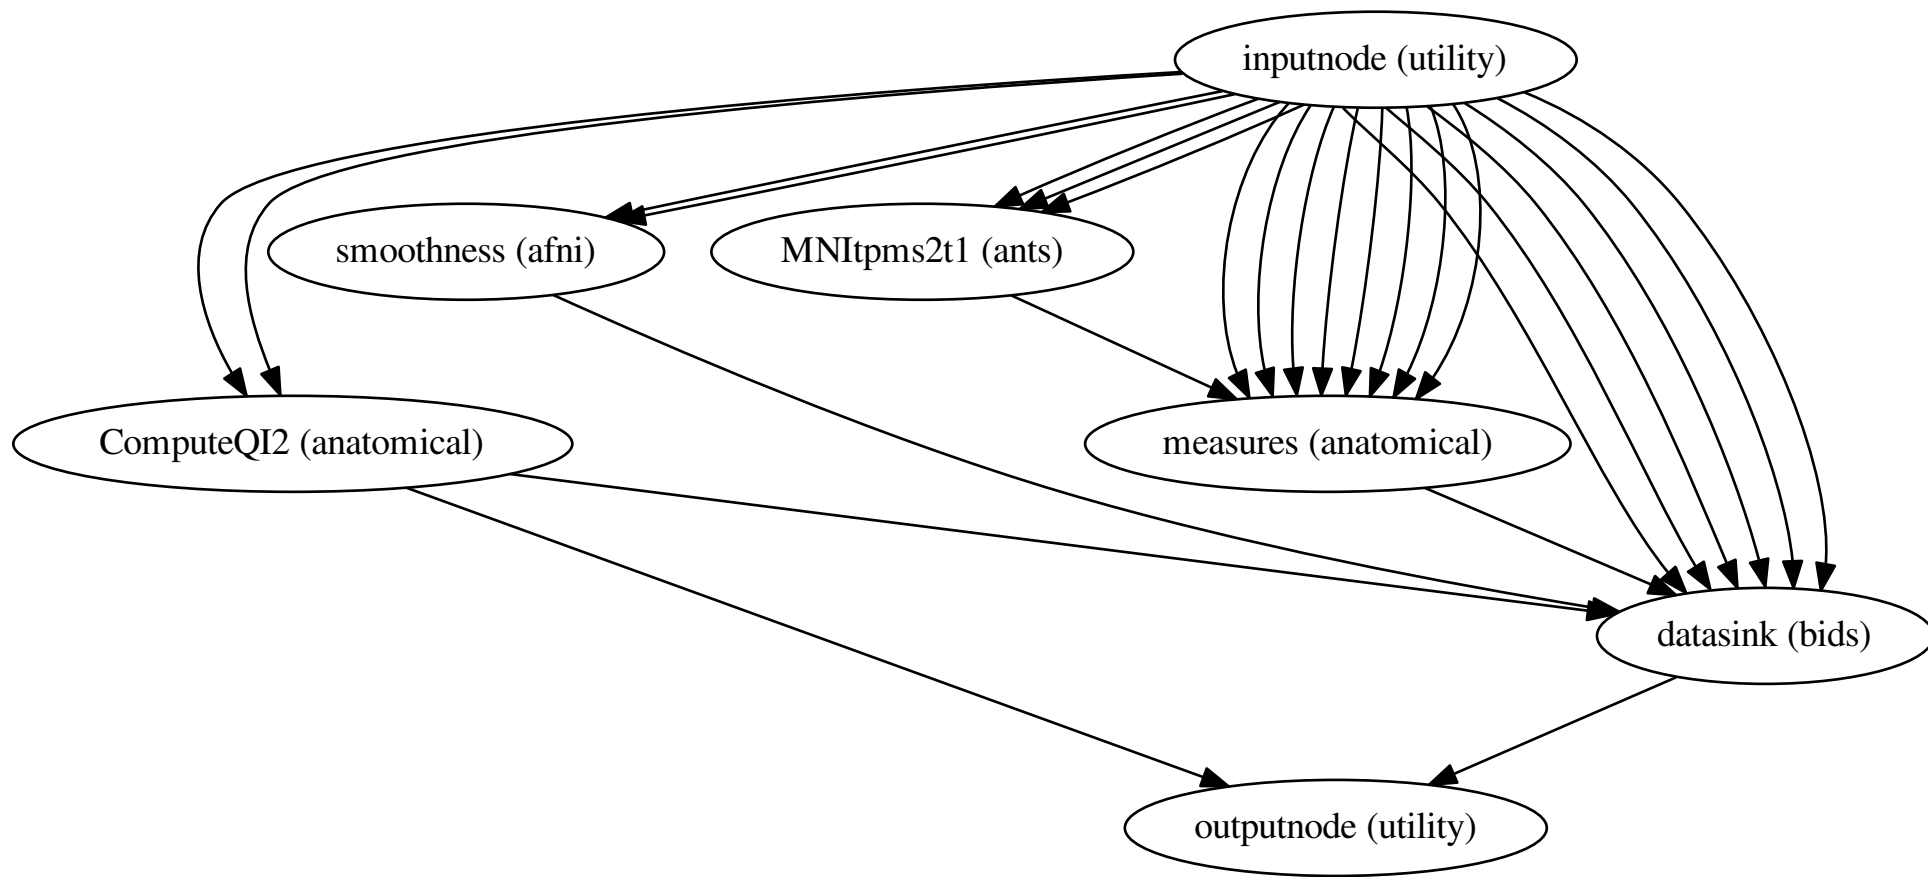 inputnode (utility)
smoothness (afni)
MNItpms2t1 (ants)
ComputeQI2 (anatomical)
measures (anatomical)
datasink (bids)
outputnode (utility)